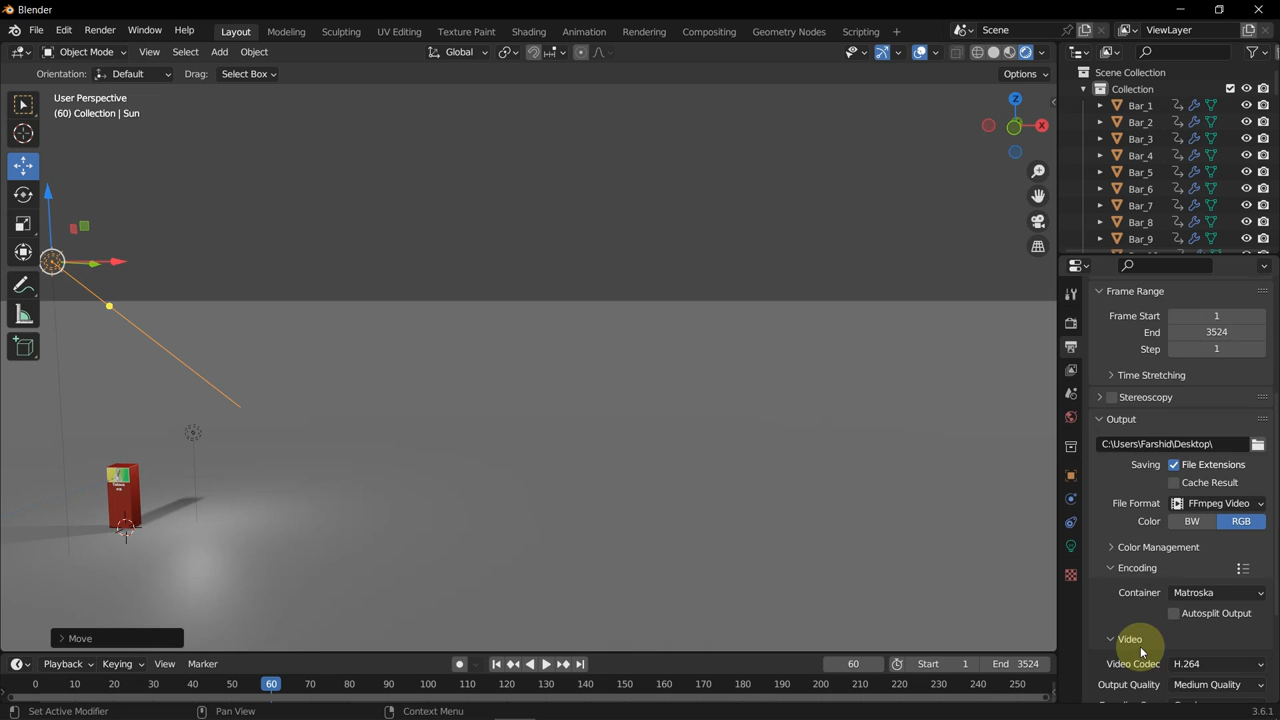 Blender
File Edit Render Window Help
Layout Modeling Sculpting UV Editing Texture Paint Shading Animation Rendering Compositing Geometry Nodes Scripting +
Scene
ViewLayer
Object Mode View Select Add Object
Global
Orientation: Default Drag: Select Box
Options
User Perspective
(60) Collection | Sun
Z
X
Scene Collection
Collection
Bar_1
Bar_2
Bar_3
Bar_4
Bar_5
Bar_6
Bar_7
Bar_8
Bar_9
Frame Range
Frame Start 1
End 3524
Step 1
Time Stretching
Stereoscopy
Output
C:\Users\Farshid\Desktop\
Saving File Extensions
Cache Result
File Format FFmpeg Video
Color BW RGB
Color Management
Encoding
Container Matroska
Autosplit Output
Video
Video Codec H.264
Output Quality Medium Quality
Move
Playback Keying View Marker
60 Start 1 End 3524
0 10 20 30 40 50 60 70 80 90 100 110 120 130 140 150 160 170 180 190 200 210 220 230 240 250
Set Active Modifier Pan View Context Menu
3.6.1